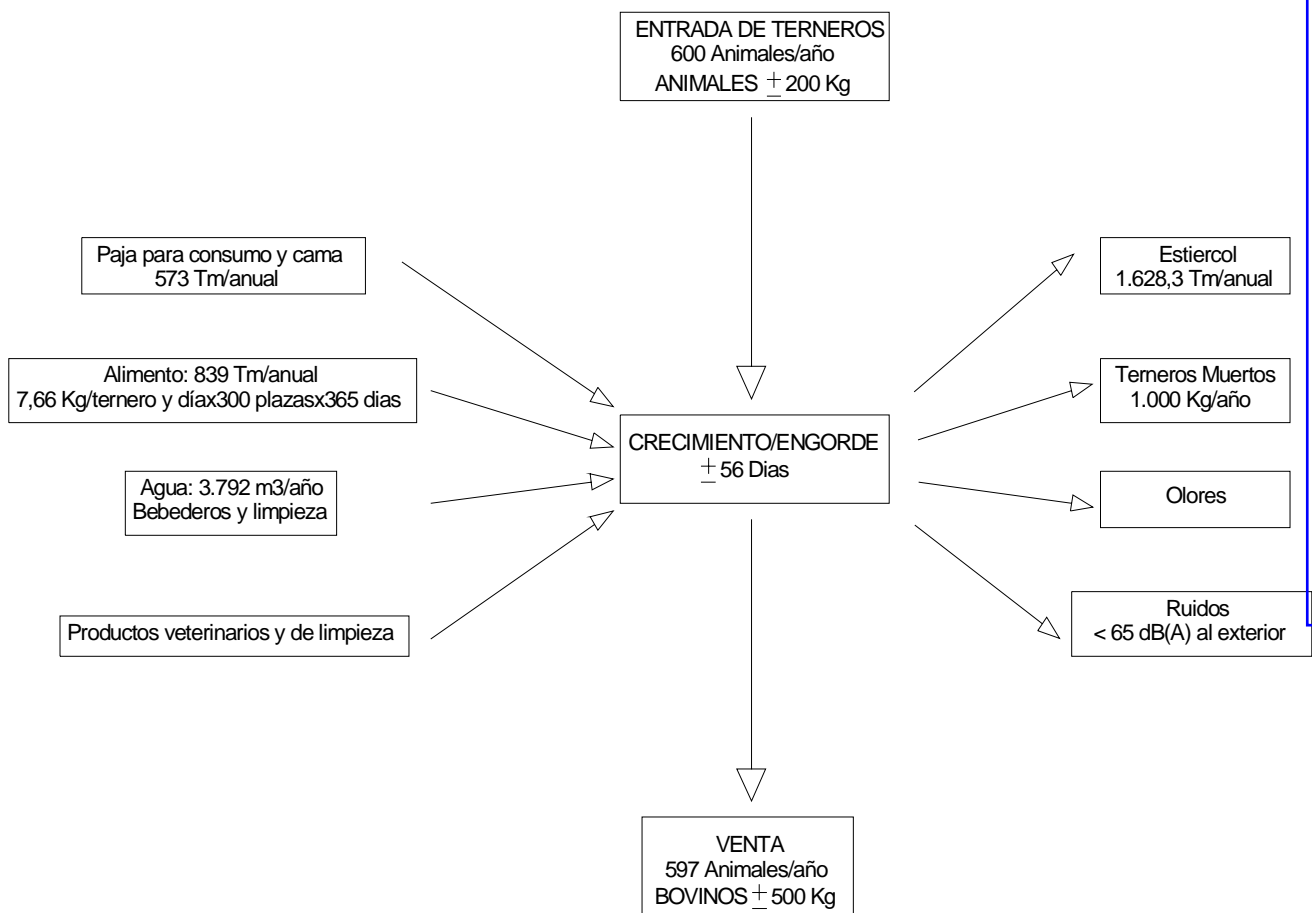 ENTRADA DE TERNEROS
600 Animales/año
ANIMALES ± 200 Kg
Paja para consumo y cama
573 Tm/anual
Alimento: 839 Tm/anual
7,66 Kg/ternero y díax300 plazasx365 dias
Agua: 3.792 m3/año
Bebederos y limpieza
Productos veterinarios y de limpieza
CRECIMIENTO/ENGORDE
± 56 Dias
Estiercol
1.628,3 Tm/anual
Terneros Muertos
1.000 Kg/año
Olores
Ruidos
< 65 dB(A) al exterior
VENTA
597 Animales/año
BOVINOS ± 500 Kg